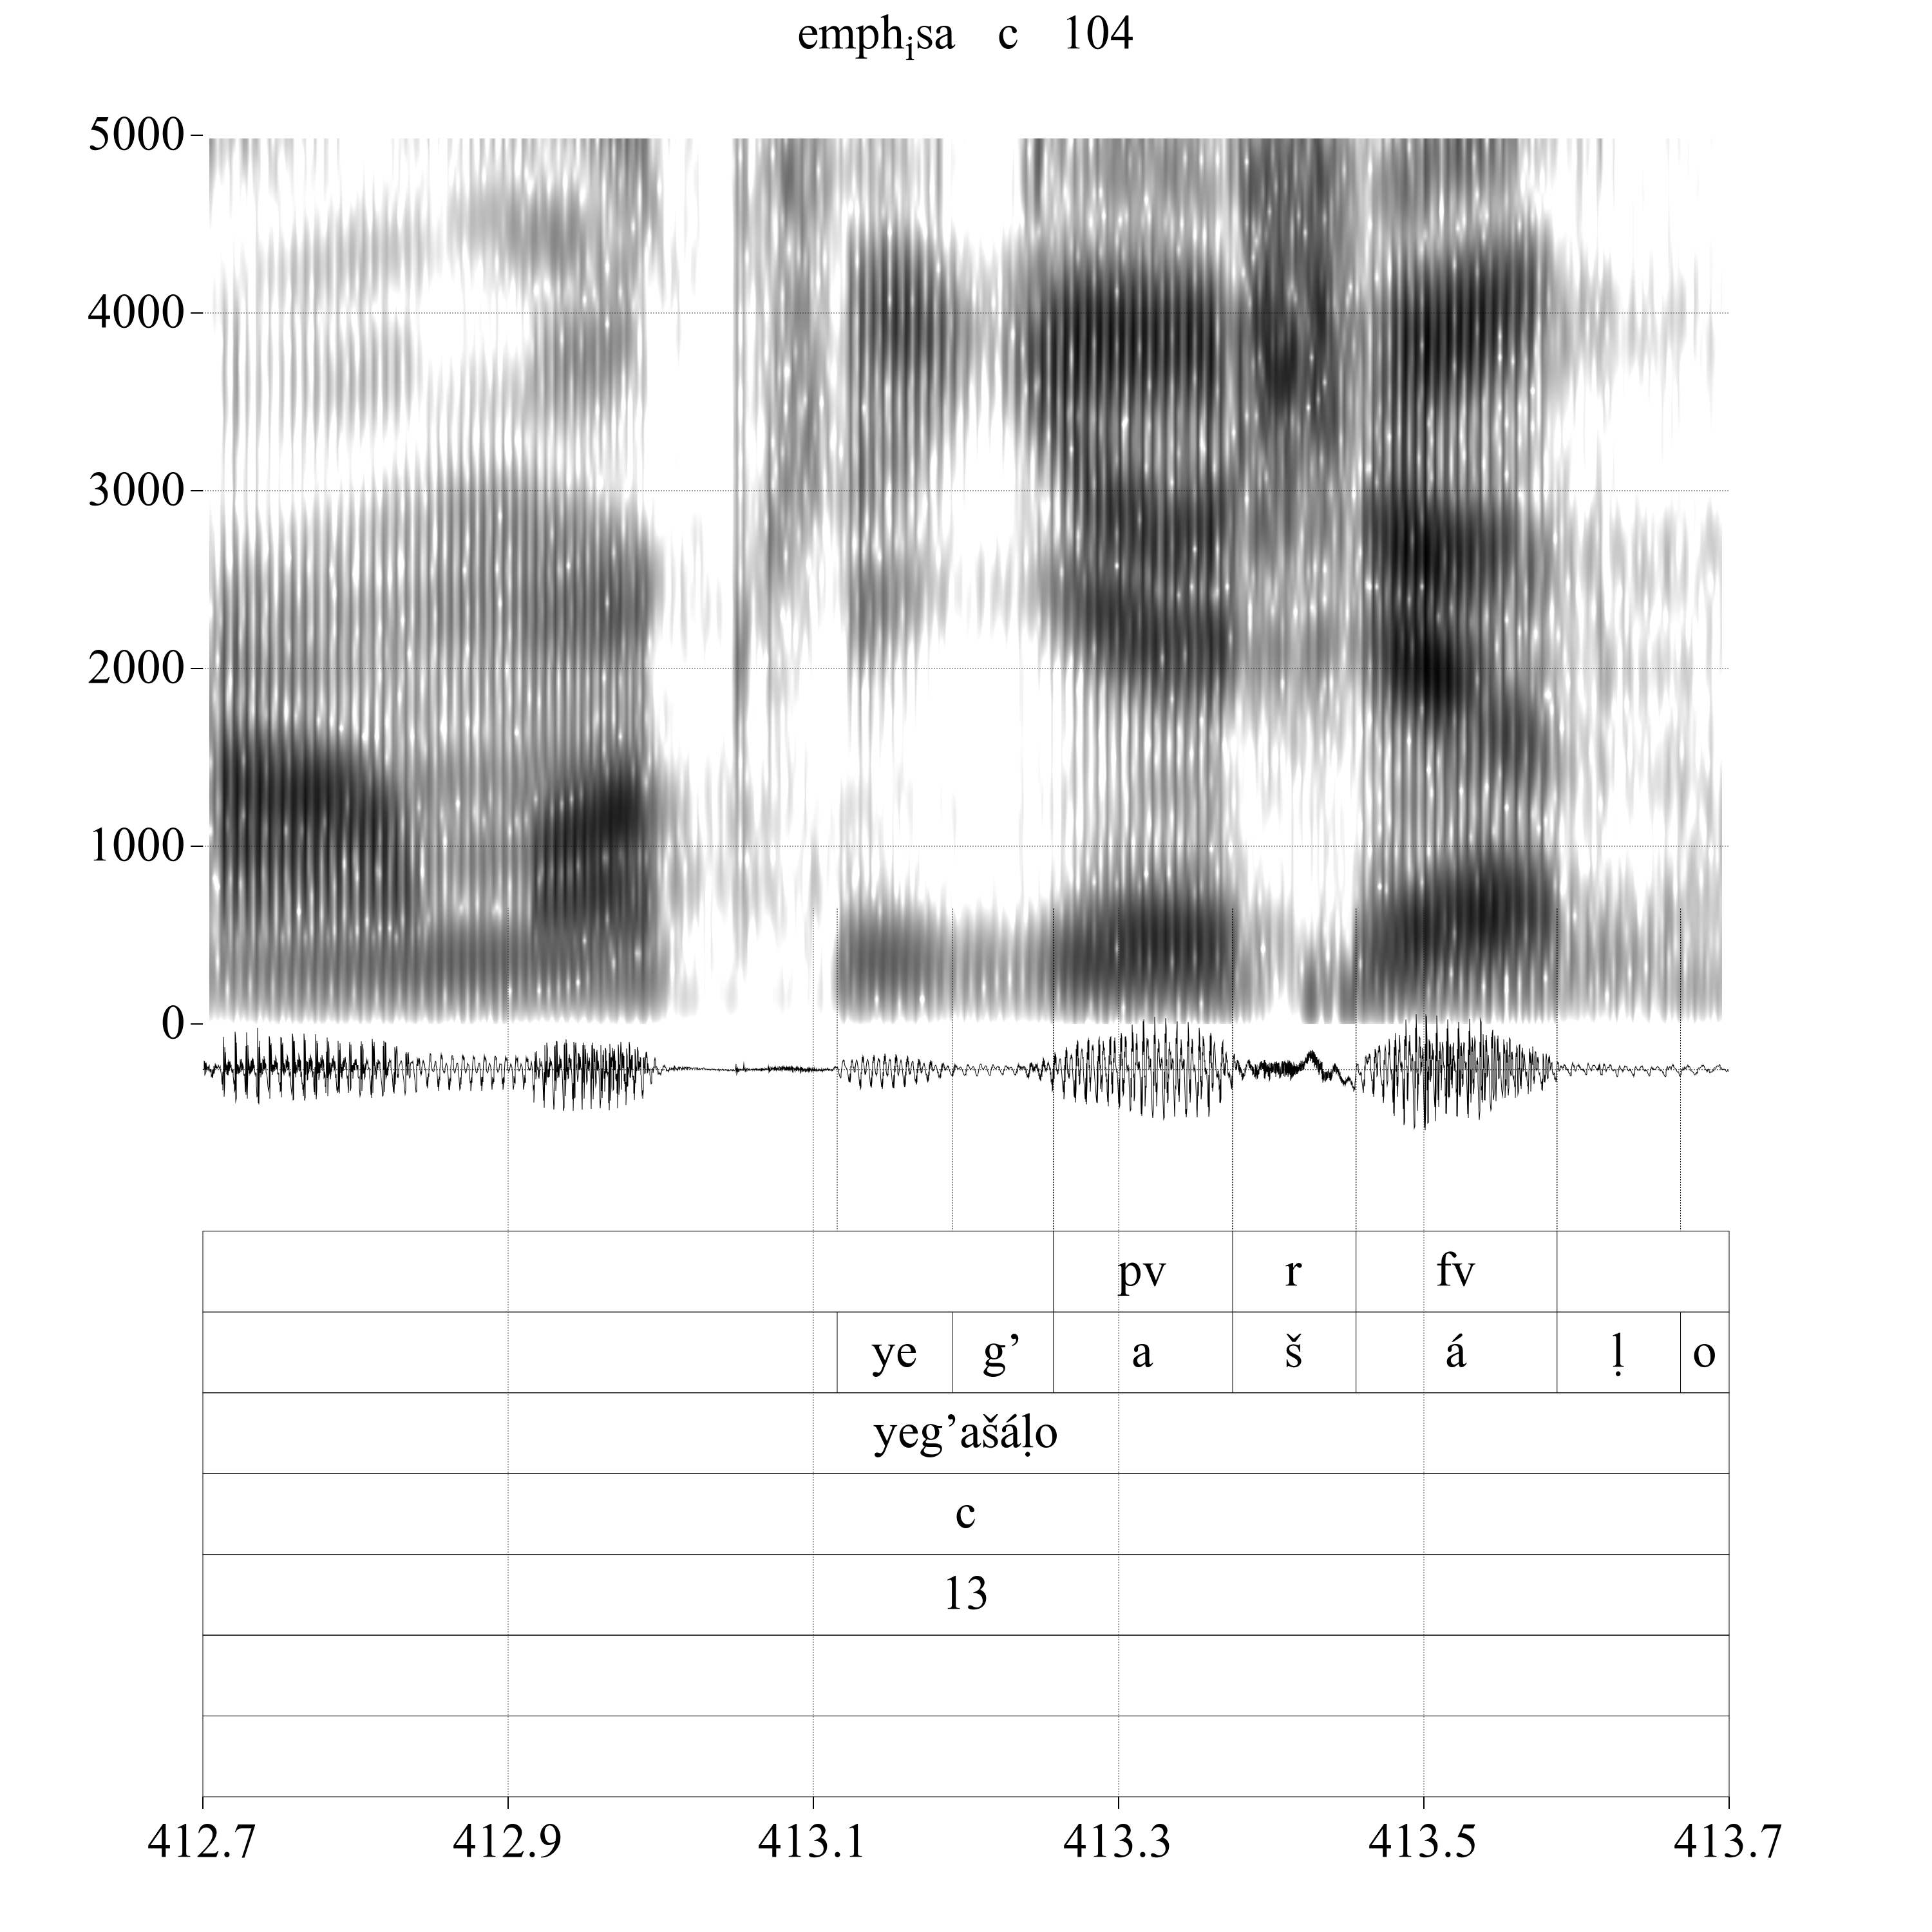 emphᵢsa c 104
5000
4000
3000
2000
1000
0
pv r fv
ye g’ a š á ḷ o
yeg’ašáḷo
c
13
412.7 412.9 413.1 413.3 413.5 413.7